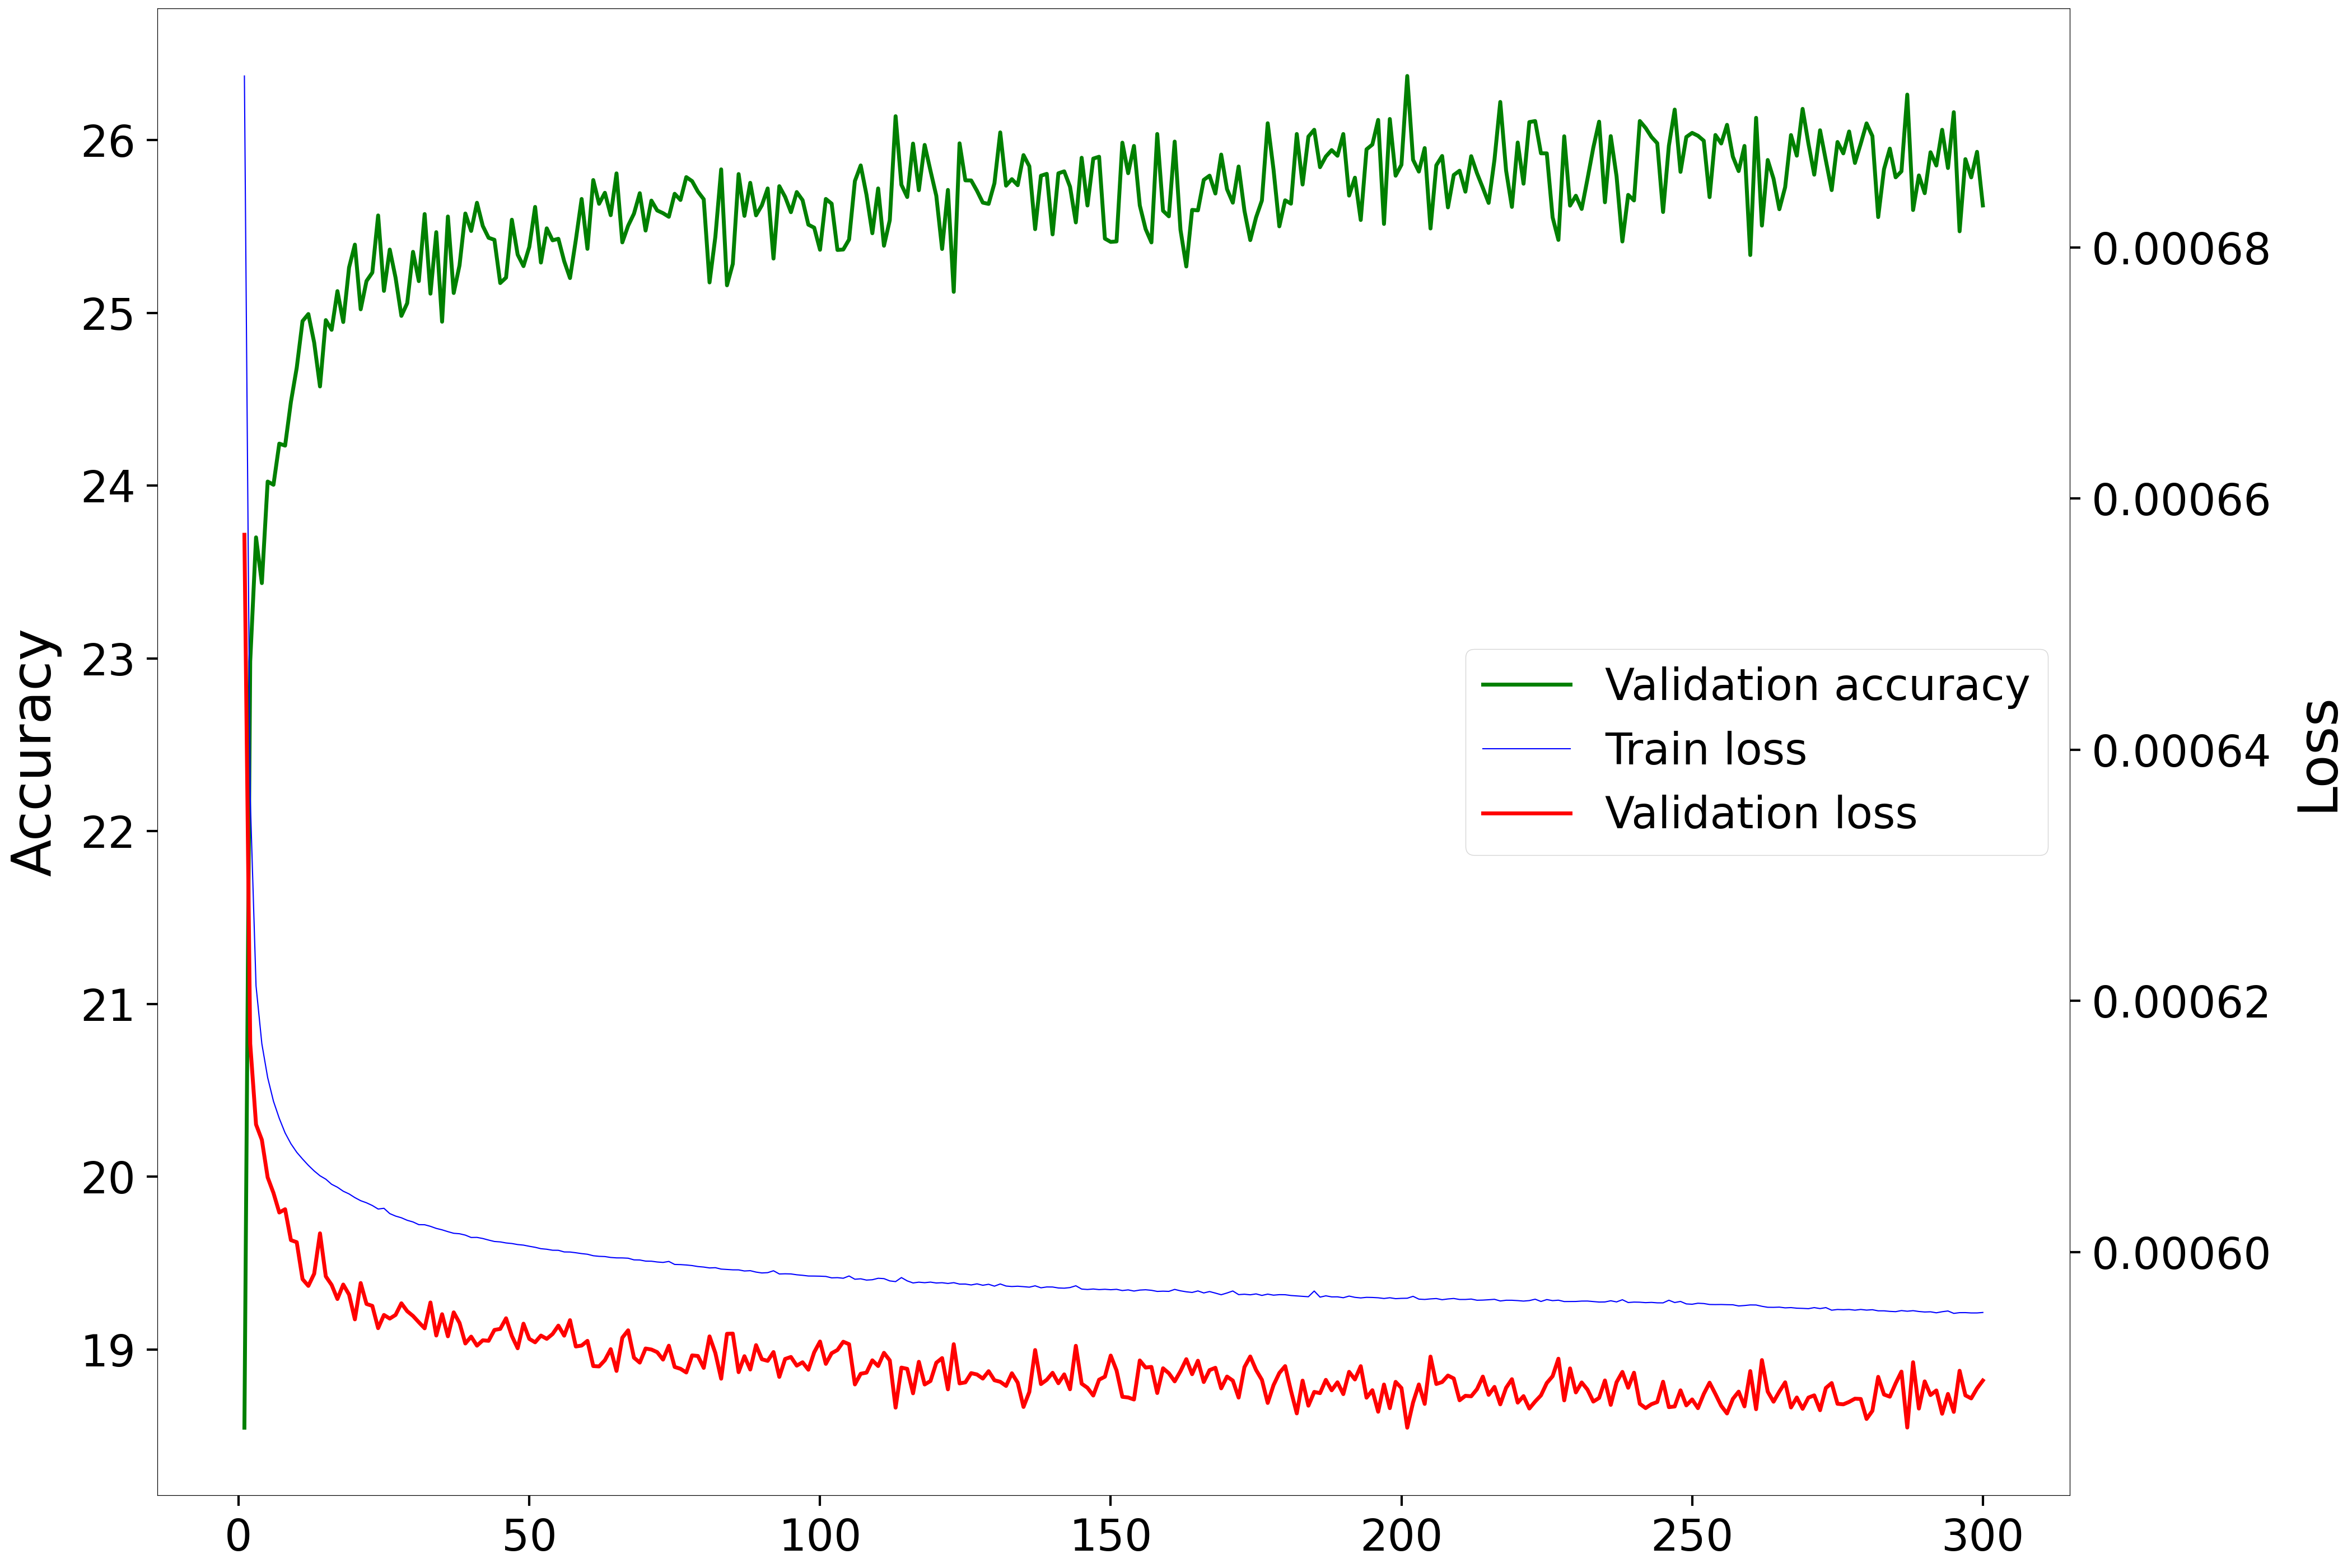 Accuracy
26
25
24
23
22
21
20
19
0 50 100 150 200 250 300
Validation accuracy
Train loss
Validation loss
0.00068
0.00066
0.00064
0.00062
0.00060
Loss